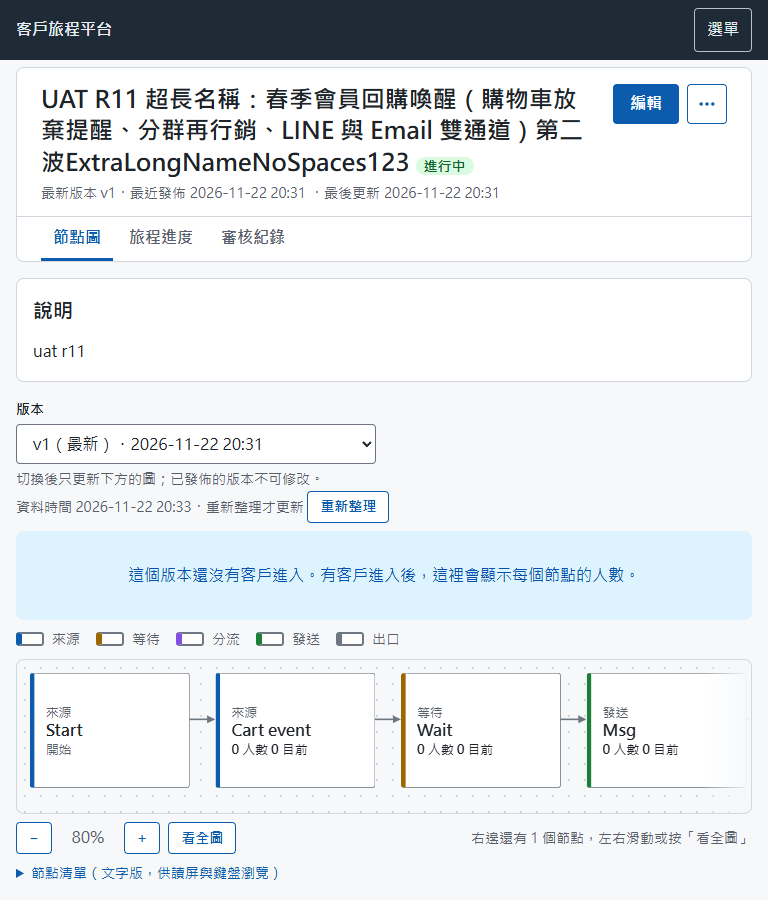 客戶旅程平台
選單
UAT R11 超長名稱：春季會員回購喚醒（購物車放
棄提醒、分群再行銷、LINE 與 Email 雙通道）第二
波ExtraLongNameNoSpaces123 進行中
編輯
⋯
最新版本 v1 · 最近發佈 2026-11-22 20:31 · 最後更新 2026-11-22 20:31
節點圖 旅程進度 審核紀錄
說明
uat r11
版本
v1（最新）· 2026-11-22 20:31
切換後只更新下方的圖；已發佈的版本不可修改。
資料時間 2026-11-22 20:33 · 重新整理才更新 重新整理
這個版本還沒有客戶進入。有客戶進入後，這裡會顯示每個節點的人數。
來源 等待 分流 發送 出口
來源
Start
開始
來源
Cart event
0 人數 0 目前
等待
Wait
0 人數 0 目前
發送
Msg
0 人數 0 目前
− 80% + 看全圖
右邊還有 1 個節點，左右滑動或按「看全圖」
節點清單（文字版，供讀屏與鍵盤瀏覽）